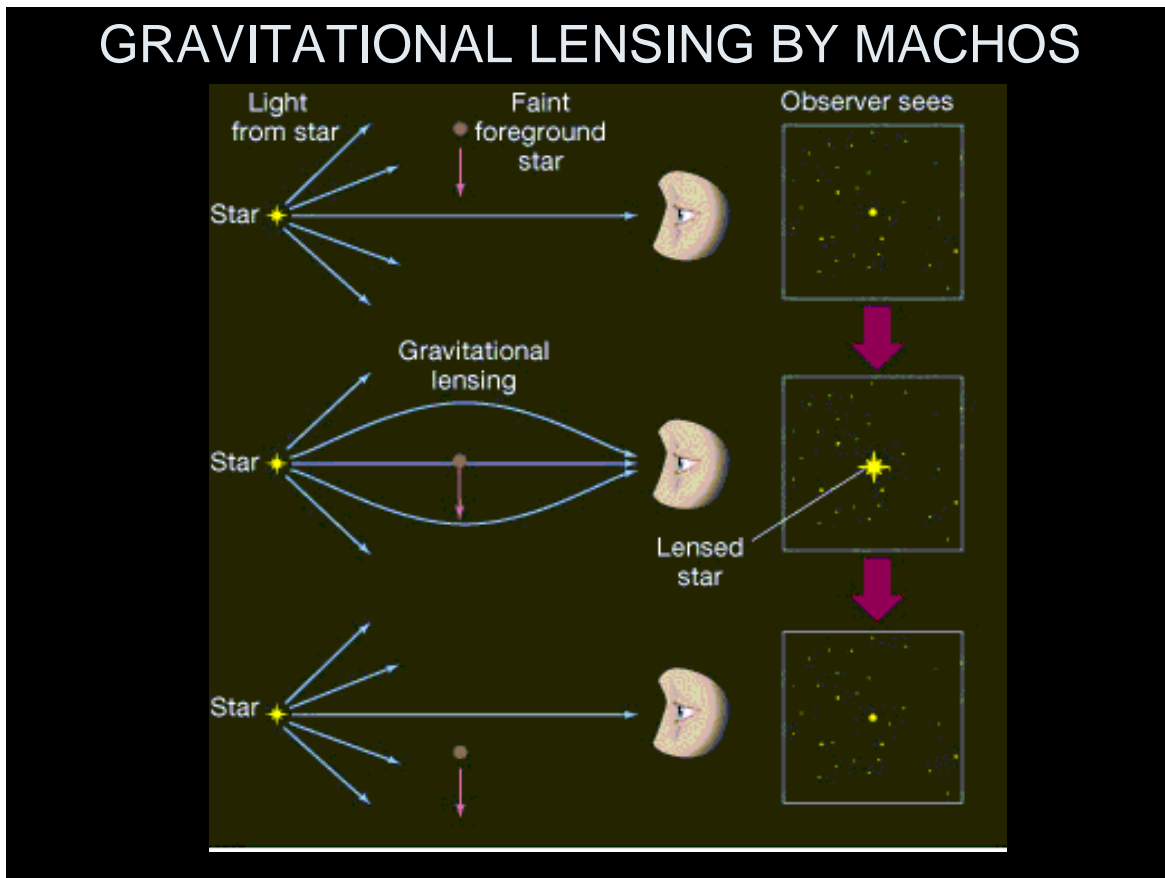 GRAVITATIONAL LENSING BY MACHOS
Light
from star
Faint
foreground
star
Observer sees
Star
Gravitational
lensing
Star
Lensed
star
Star